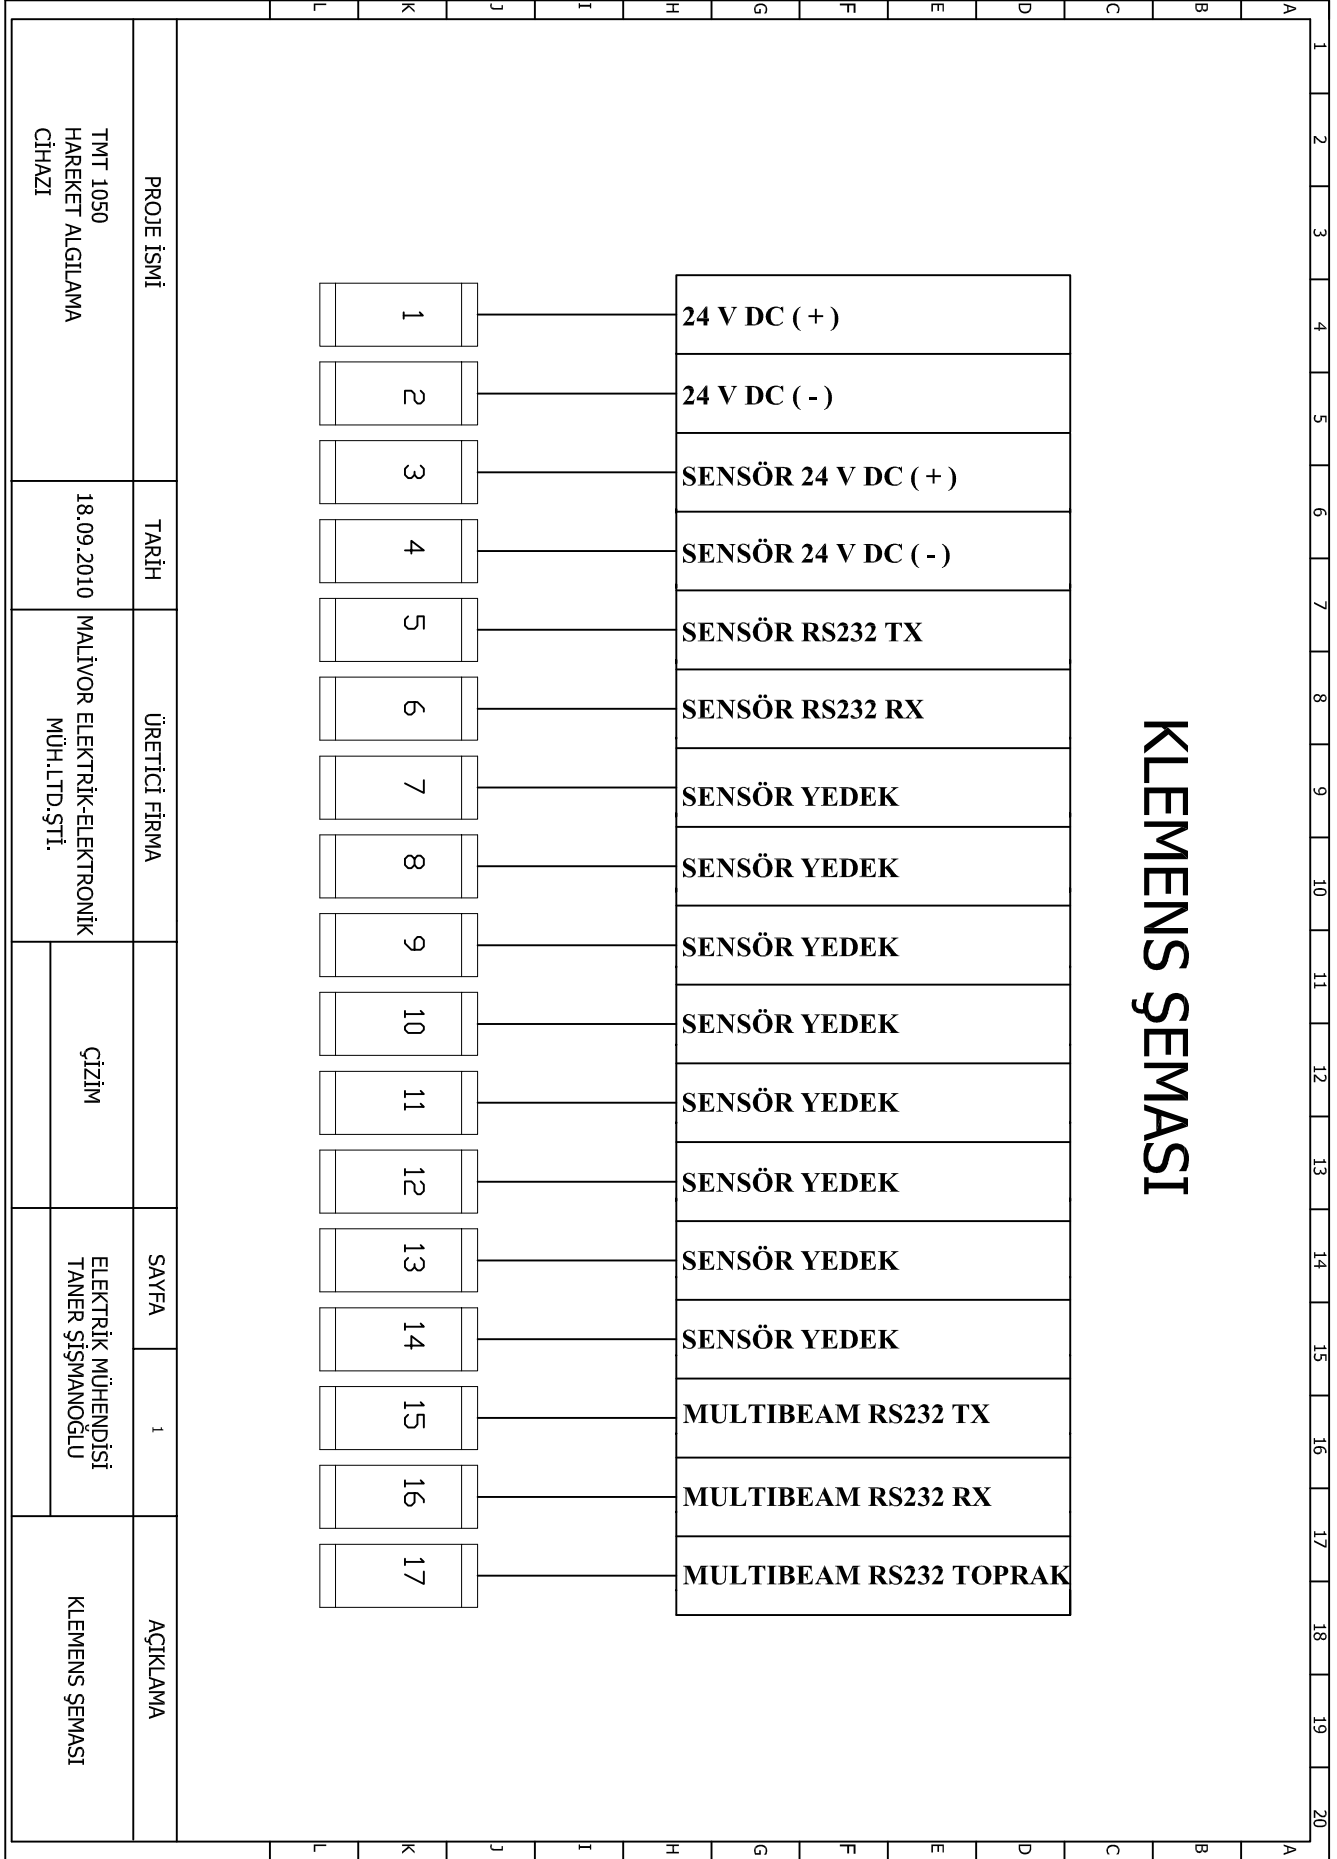 A B C D E F G H I J K L
1 2 3 4 5 6 7 8 9 10 11 12 13 14 15 16 17 18 19 20
KLEMENS ŞEMASI
24 V DC ( + )
24 V DC ( - )
SENSÖR 24 V DC ( + )
SENSÖR 24 V DC ( - )
SENSÖR RS232 TX
SENSÖR RS232 RX
SENSÖR YEDEK
SENSÖR YEDEK
SENSÖR YEDEK
SENSÖR YEDEK
SENSÖR YEDEK
SENSÖR YEDEK
SENSÖR YEDEK
SENSÖR YEDEK
MULTIBEAM RS232 TX
MULTIBEAM RS232 RX
MULTIBEAM RS232 TOPRAK
1 2 3 4 5 6 7 8 9 10 11 12 13 14 15 16 17
PROJE İSMİ
TMT 1050
HAREKET ALGILAMA
CİHAZI
TARİH
18.09.2010
ÜRETİCİ FİRMA
MALİVOR ELEKTRİK-ELEKTRONİK
MÜH.LTD.ŞTİ.
ÇİZİM
SAYFA
1
ELEKTRİK MÜHENDİSİ
TANER ŞİŞMANOĞLU
AÇIKLAMA
KLEMENS ŞEMASI
A B C D E F G H I J K L